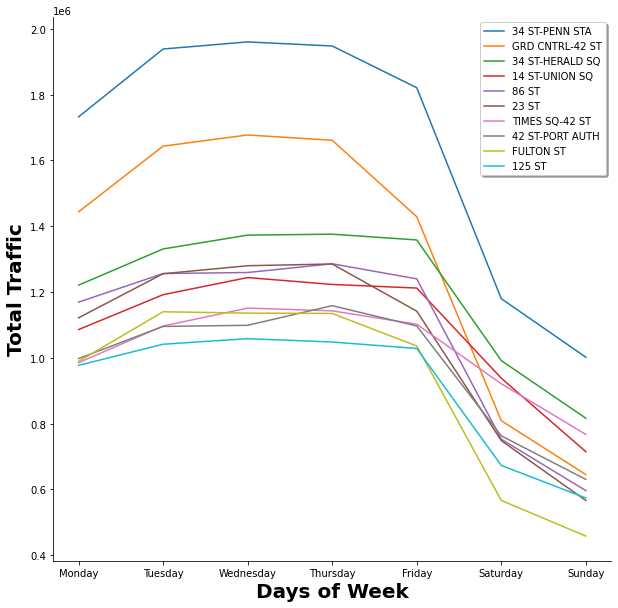 1e6
2.0
1.8
1.6
1.4
1.2
1.0
0.8
0.6
0.4
Total Traffic
34 ST-PENN STA
GRD CNTRL-42 ST
34 ST-HERALD SQ
14 ST-UNION SQ
86 ST
23 ST
TIMES SQ-42 ST
42 ST-PORT AUTH
FULTON ST
125 ST
Monday Tuesday Wednesday Thursday Friday Saturday Sunday
Days of Week